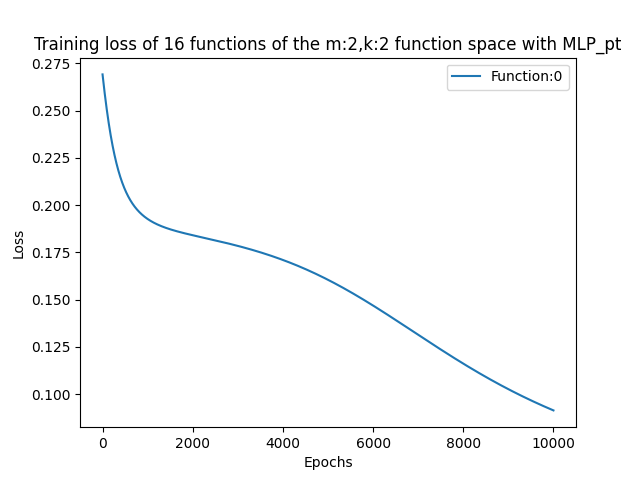 Training loss of 16 functions of the m:2,k:2 function space with MLP_pt
Function:0
Loss
0.275
0.250
0.225
0.200
0.175
0.150
0.125
0.100
0 2000 4000 6000 8000 10000
Epochs